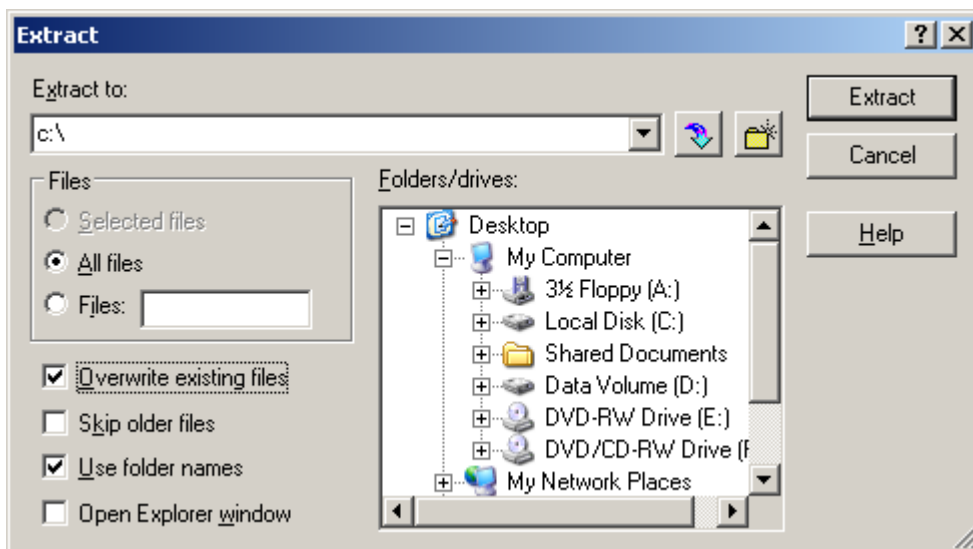 Extract
Extract to:
c:\
Extract
Cancel
Help
Files
Selected files
All files
Files:
Overwrite existing files
Skip older files
Use folder names
Open Explorer window
Folders/drives:
Desktop
My Computer
3½ Floppy (A:)
Local Disk (C:)
Shared Documents
Data Volume (D:)
DVD-RW Drive (E:)
DVD/CD-RW Drive (F
My Network Places